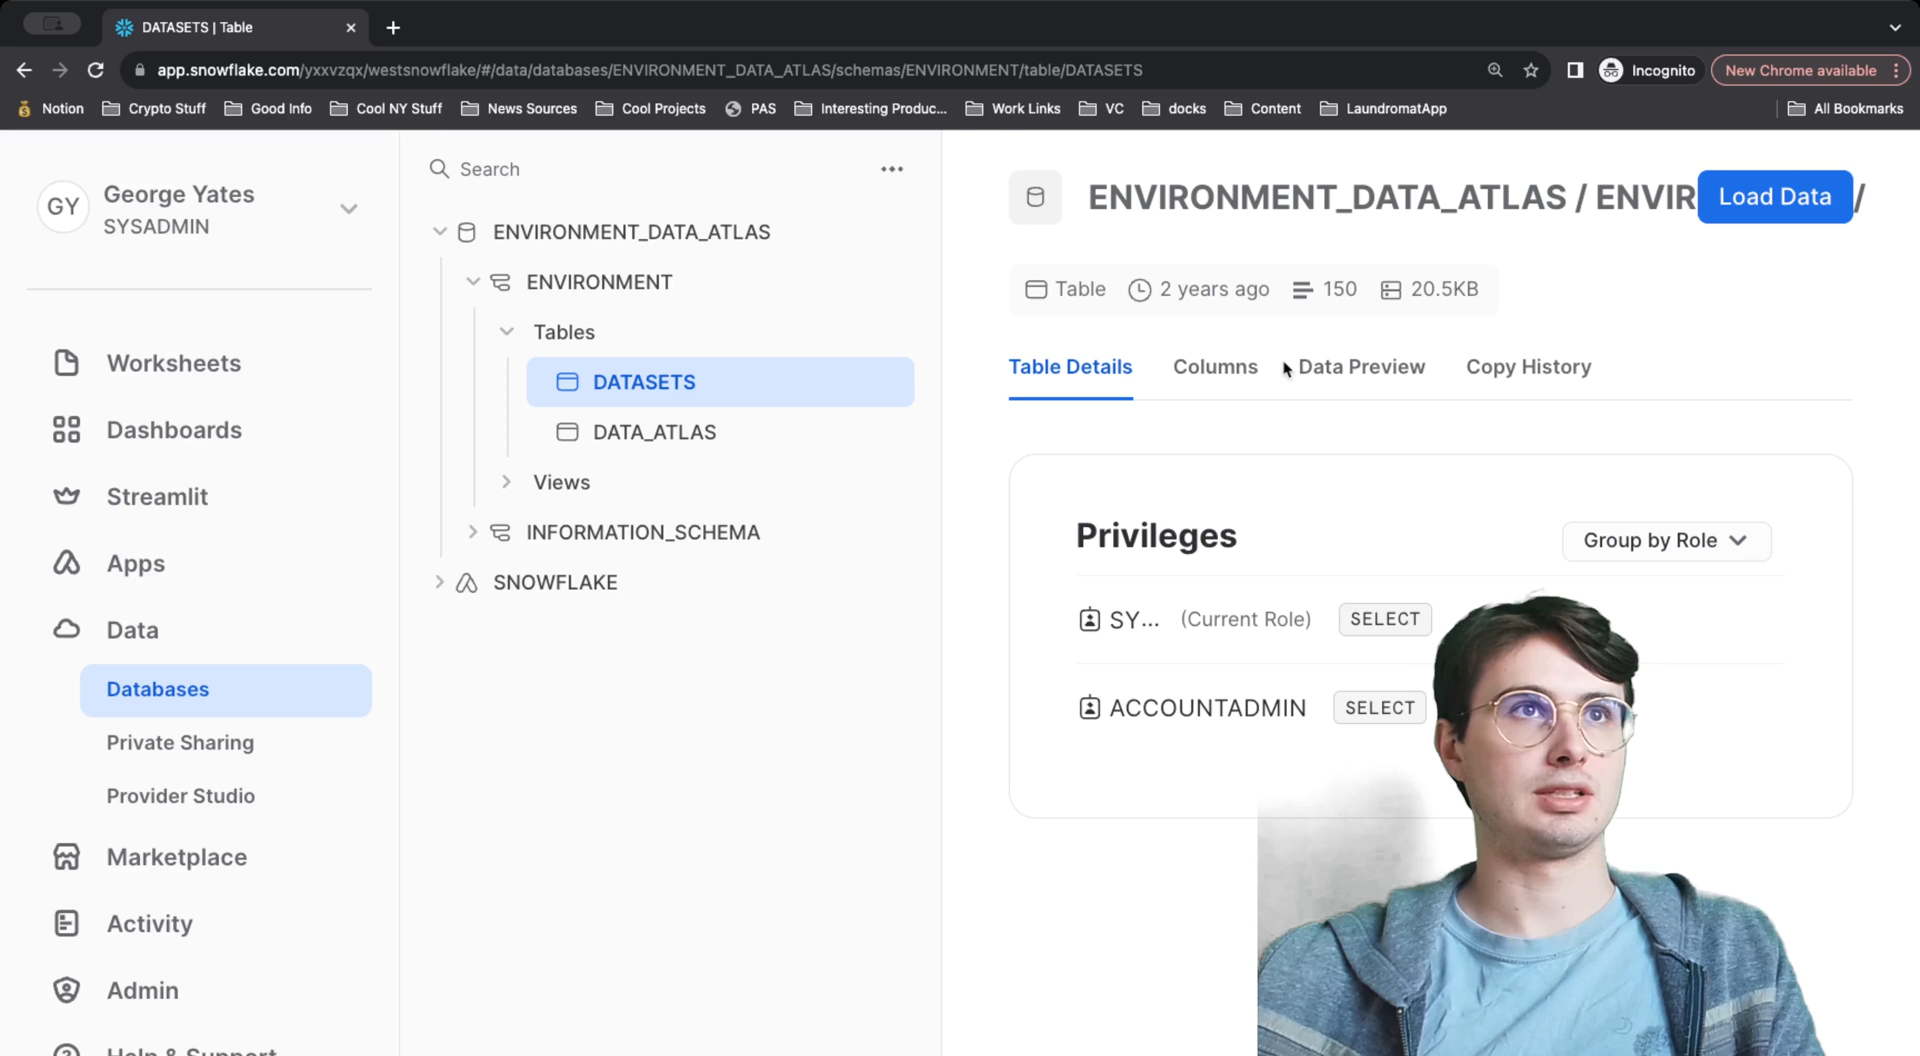 DATASETS | Table
app.snowflake.com/yxxvzqx/westsnowflake/#/data/databases/ENVIRONMENT_DATA_ATLAS/schemas/ENVIRONMENT/table/DATASETS
Incognito
New Chrome available
Notion
Crypto Stuff
Good Info
Cool NY Stuff
News Sources
Cool Projects
PAS
Interesting Produc...
Work Links
VC
docks
Content
LaundromatApp
All Bookmarks
GY
George Yates
SYSADMIN
Worksheets
Dashboards
Streamlit
Apps
Data
Databases
Private Sharing
Provider Studio
Marketplace
Activity
Admin
Help & Support
Search
ENVIRONMENT_DATA_ATLAS
ENVIRONMENT
Tables
DATASETS
DATA_ATLAS
Views
INFORMATION_SCHEMA
SNOWFLAKE
ENVIRONMENT_DATA_ATLAS / ENVIR
Load Data
/
Table
2 years ago
150
20.5KB
Table Details
Columns
Data Preview
Copy History
Privileges
Group by Role
SY... (Current Role) SELECT
ACCOUNTADMIN SELECT